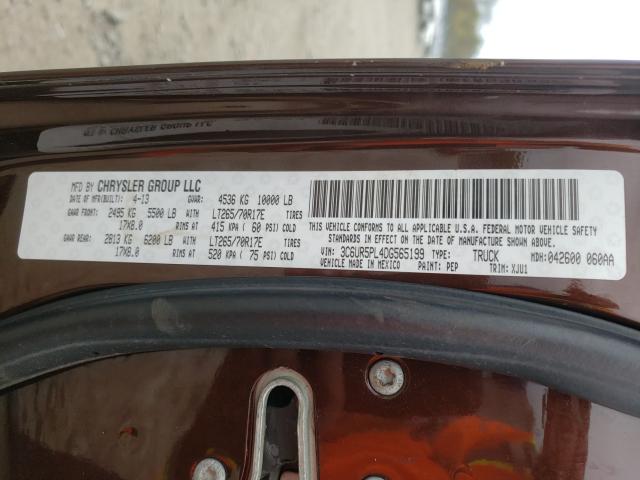 MFD BY CHRYSLER GROUP LLC
DATE OF MFR(BUILT): 4-13 GVWR: 4536 KG 10000 LB
GAWR FRONT: 2495 KG 5500 LB WITH LT265/70R17E TIRES
17X8.0 RIMS AT 415 KPA ( 60 PSI) COLD
GAWR REAR: 2813 KG 6200 LB WITH LT265/70R17E TIRES
17X8.0 RIMS AT 520 KPA ( 75 PSI) COLD
THIS VEHICLE CONFORMS TO ALL APPLICABLE U.S.A. FEDERAL MOTOR VEHICLE SAFETY
STANDARDS IN EFFECT ON THE DATE OF MANUFACTURE SHOWN ABOVE.
VIN: 3C6UR5PL4DG565199 TYPE: TRUCK MDH: 042600 060AA
VEHICLE MADE IN MEXICO PAINT: PEP TRIM: XJU1